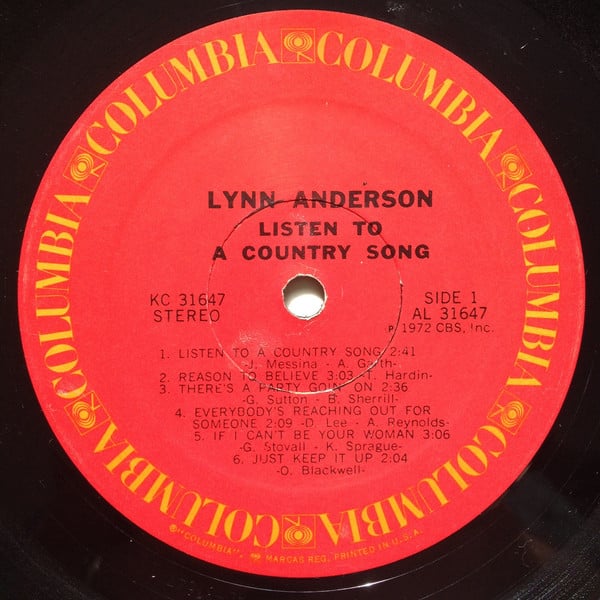 COLUMBIA COLUMBIA COLUMBIA COLUMBIA COLUMBIA COLUMBIA COLUMBIA
LYNN ANDERSON
LISTEN TO
A COUNTRY SONG
KC 31647
STEREO
SIDE 1
AL 31647
℗ 1972 CBS, Inc.
1. LISTEN TO A COUNTRY SONG 2:41
-J. Messina - A. Garth-
2. REASON TO BELIEVE 3:03 -T. Hardin-
3. THERE'S A PARTY GOIN' ON 2:36
-G. Sutton - B. Sherrill-
4. EVERYBODY'S REACHING OUT FOR
SOMEONE 2:09 -D. Lee - A. Reynolds-
5. IF I CAN'T BE YOUR WOMAN 3:06
-G. Stovall - K. Sprague-
6. JUST KEEP IT UP 2:04
-O. Blackwell-
®"COLUMBIA", MARCAS REG. PRINTED IN U.S.A.